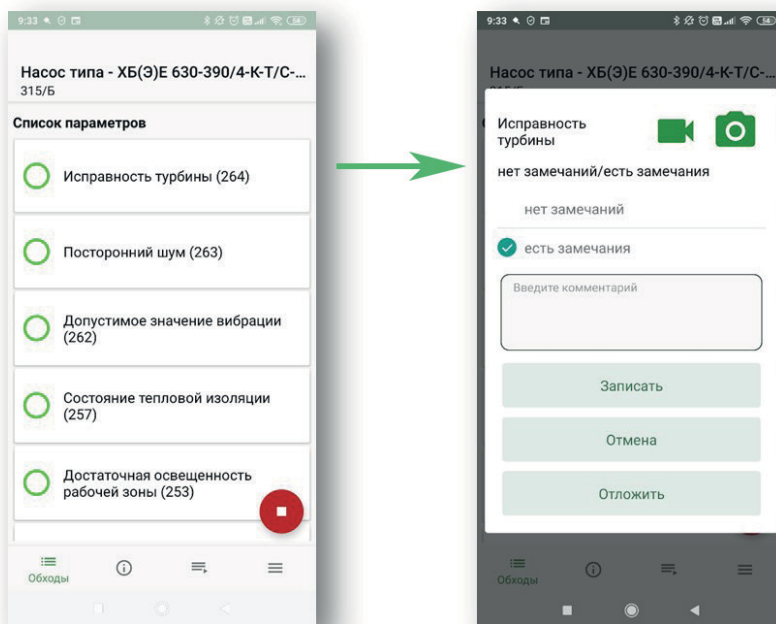 9:33
54
Насос типа - ХБ(Э)Е 630-390/4-К-Т/С-...
315/Б
Список параметров
Исправность турбины (264)
Посторонний шум (263)
Допустимое значение вибрации
(262)
Состояние тепловой изоляции
(257)
Достаточная освещенность
рабочей зоны (253)
Обходы
9:33
54
Насос типа - ХБ(Э)Е 630-390/4-К-Т/С-...
Исправность
турбины
нет замечаний/есть замечания
нет замечаний
есть замечания
Введите комментарий
Записать
Отмена
Отложить
Обходы